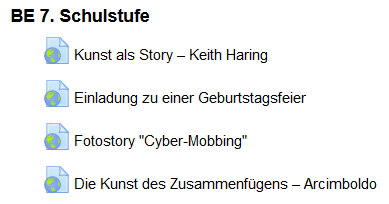 BE 7. Schulstufe
Kunst als Story – Keith Haring
Einladung zu einer Geburtstagsfeier
Fotostory "Cyber-Mobbing"
Die Kunst des Zusammenfügens – Arcimboldo